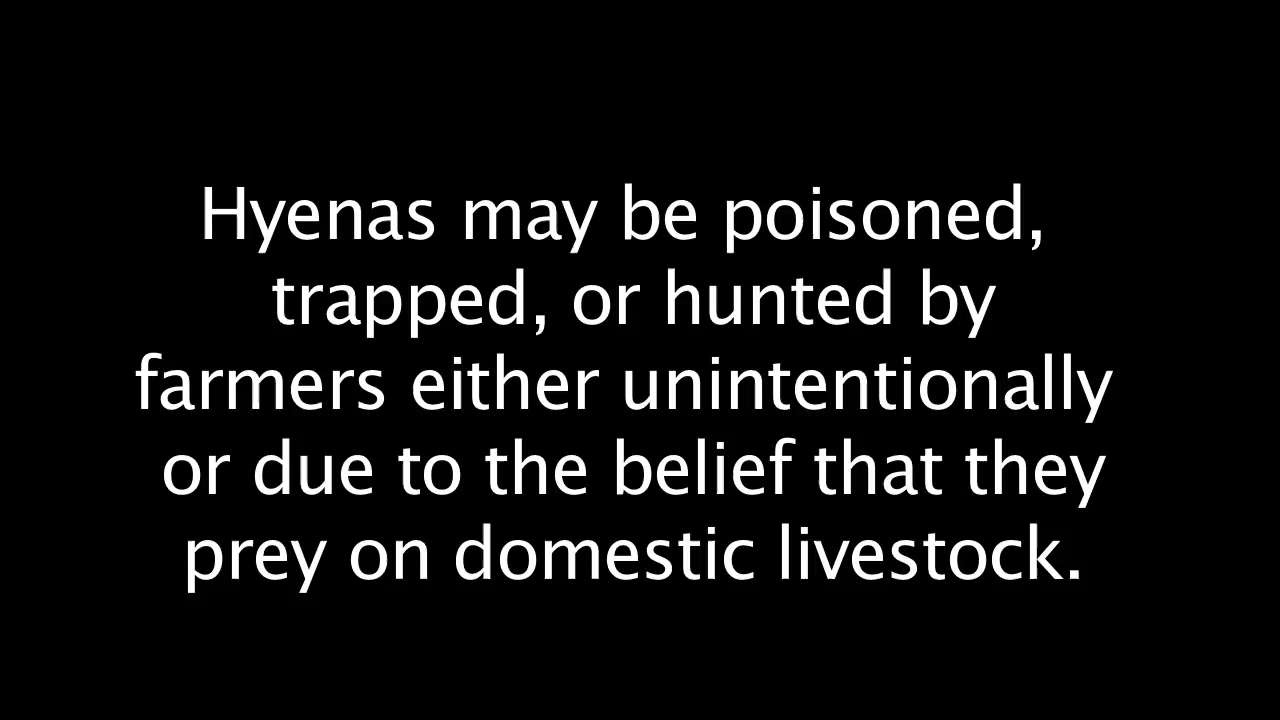 Hyenas may be poisoned,
trapped, or hunted by
farmers either unintentionally
or due to the belief that they
prey on domestic livestock.